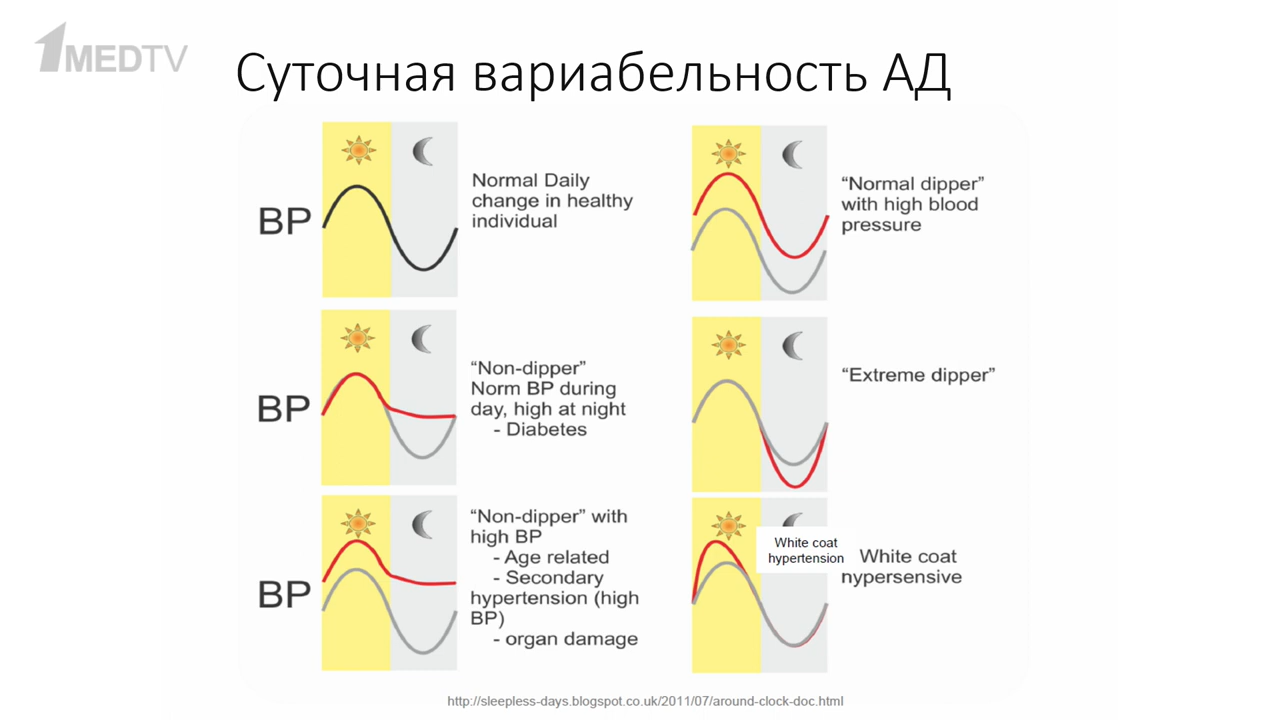 1MEDTV
Суточная вариабельность АД
BP
Normal Daily
change in healthy
individual
“Normal dipper”
with high blood
pressure
BP
“Non-dipper”
Norm BP during
day, high at night
- Diabetes
“Extreme dipper”
BP
“Non-dipper” with
high BP
- Age related
- Secondary
hypertension (high
BP)
- organ damage
White coat
hypertension
White coat
hypersensive
http://sleepless-days.blogspot.co.uk/2011/07/around-clock-doc.html